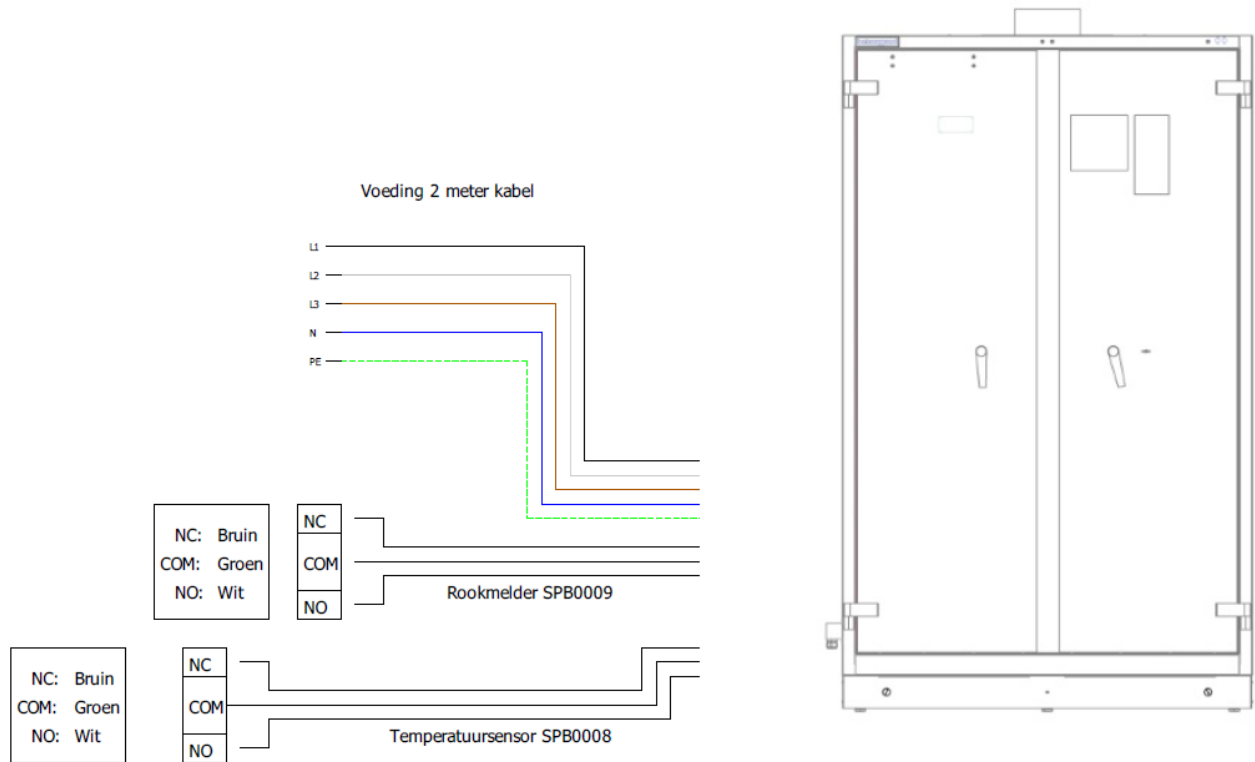 Voeding 2 meter kabel
L1
L2
L3
N
PE
NC: Bruin
COM: Groen
NO: Wit
NC
COM
NO
Rookmelder SPB0009
NC: Bruin
COM: Groen
NO: Wit
NC
COM
NO
Temperatuursensor SPB0008